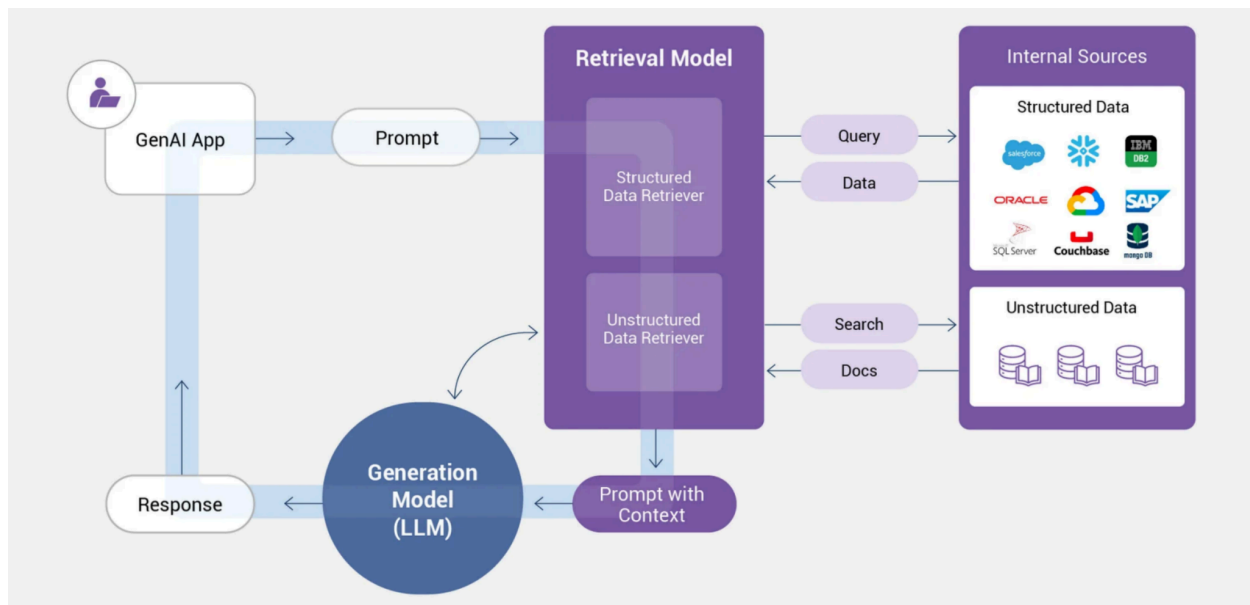 Retrieval Model
Internal Sources
GenAI App
Prompt
Structured
Data Retriever
Query
Data
Structured Data
salesforce
IBM
DB2
ORACLE
SAP
SQL Server
Couchbase
mongo DB
Unstructured
Data Retriever
Search
Docs
Unstructured Data
Generation
Model
(LLM)
Response
Prompt with
Context